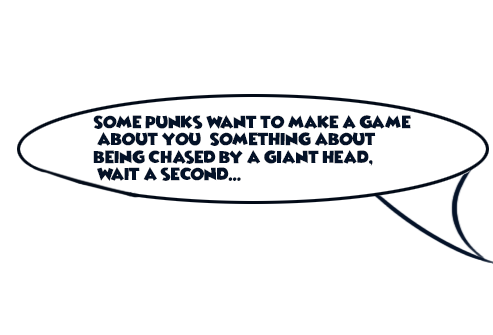 SOME PUNKS WANT TO MAKE A GAME
ABOUT YOU SOMETHING ABOUT
BEING CHASED BY A GIANT HEAD,
WAIT A SECOND...